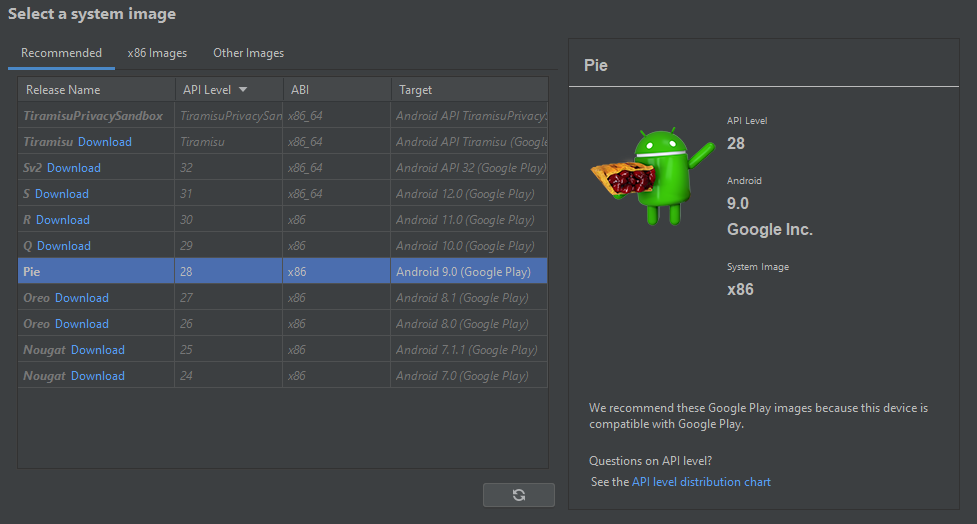 Select a system image
Recommended x86 Images Other Images
Release Name API Level ABI Target
TiramisuPrivacySandbox TiramisuPrivacySan x86_64 Android API TiramisuPrivacyS
Tiramisu Download Tiramisu x86_64 Android API Tiramisu (Google
Sv2 Download 32 x86_64 Android API 32 (Google Play)
S Download 31 x86_64 Android 12.0 (Google Play)
R Download 30 x86 Android 11.0 (Google Play)
Q Download 29 x86 Android 10.0 (Google Play)
Pie 28 x86 Android 9.0 (Google Play)
Oreo Download 27 x86 Android 8.1 (Google Play)
Oreo Download 26 x86 Android 8.0 (Google Play)
Nougat Download 25 x86 Android 7.1.1 (Google Play)
Nougat Download 24 x86 Android 7.0 (Google Play)
Pie
API Level
28
Android
9.0
Google Inc.
System Image
x86
We recommend these Google Play images because this device is
compatible with Google Play.
Questions on API level?
See the API level distribution chart